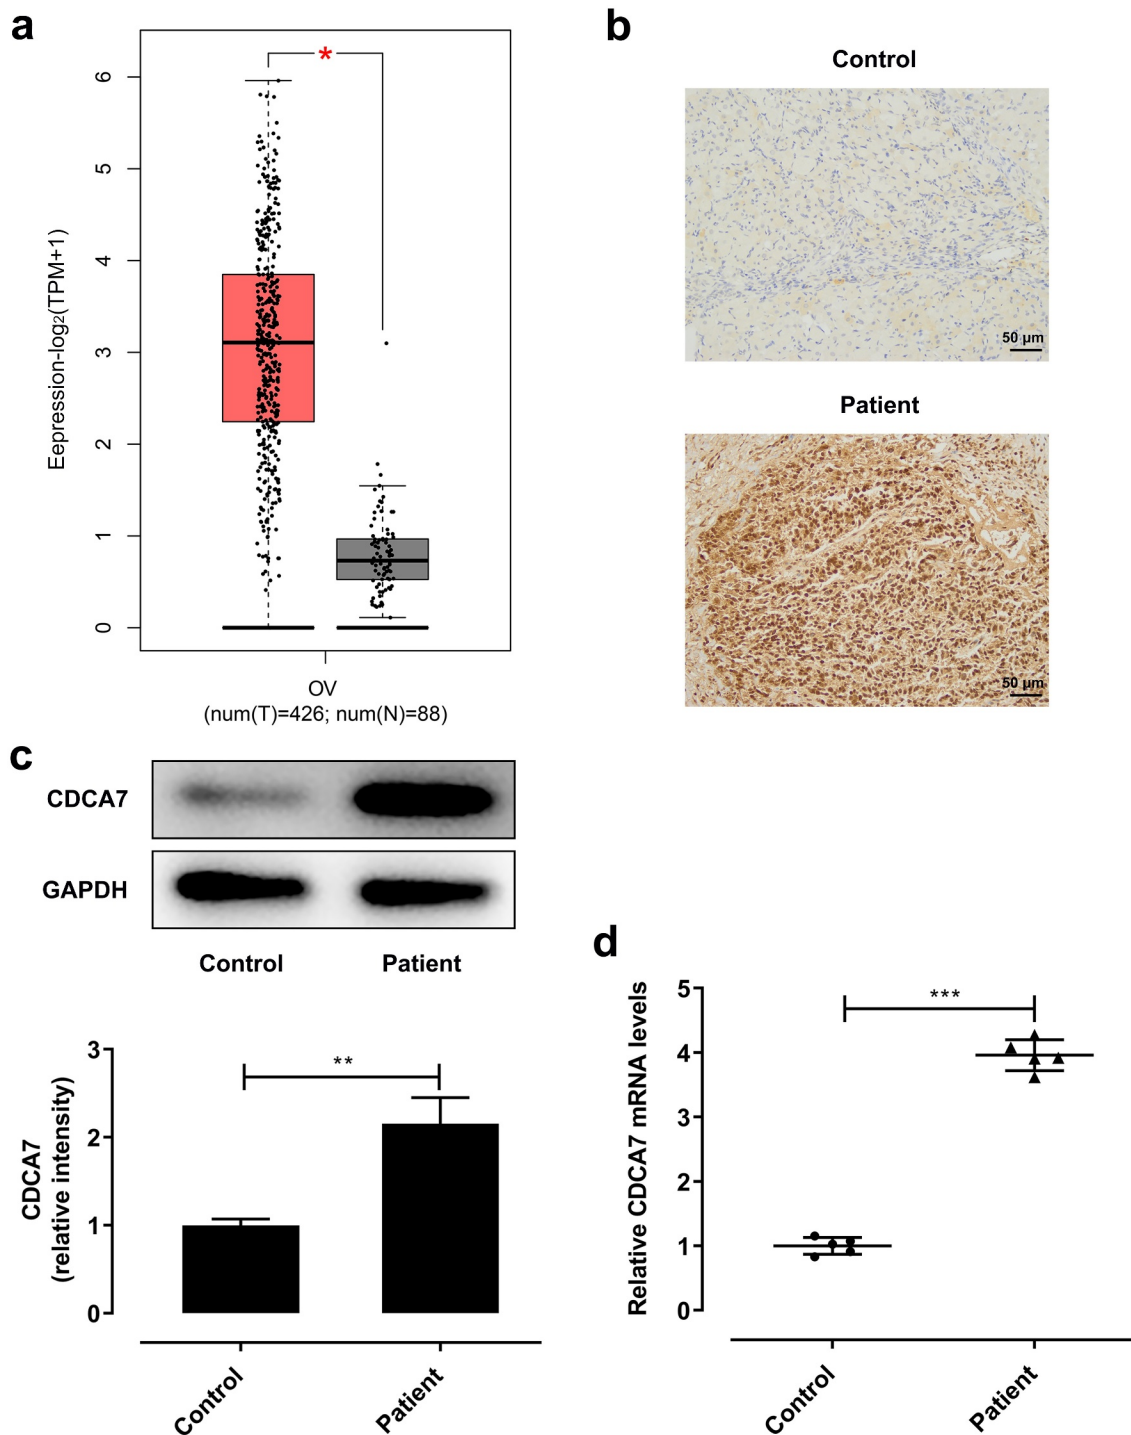 a
*
6
5
4
3
2
1
0
Eepression-log₂(TPM+1)
OV
(num(T)=426; num(N)=88)
b
Control
50 µm
Patient
50 µm
c
CDCA7
GAPDH
Control
Patient
3
2
1
0
CDCA7
(relative intensity)
**
Control
Patient
d
5
4
3
2
1
0
Relative CDCA7 mRNA levels
***
Control
Patient